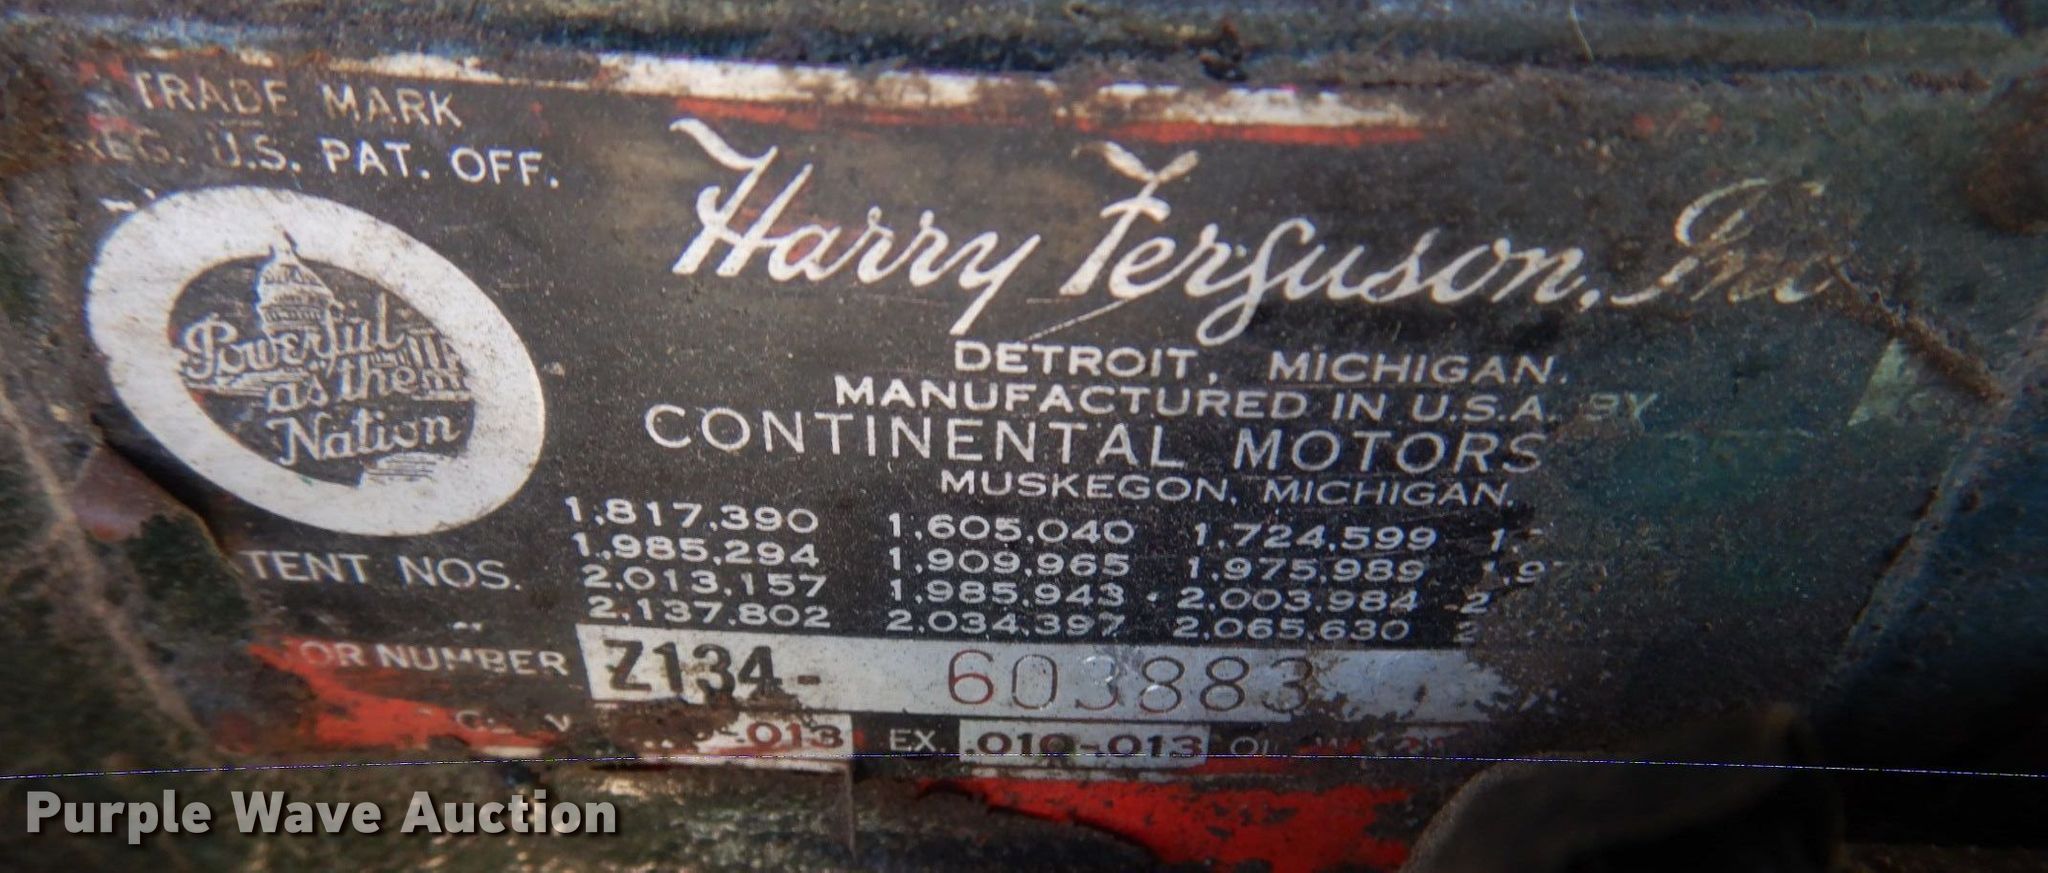 TRADE MARK
REG. U.S. PAT. OFF.
Powerful
as the
Nation
Harry Ferguson, Inc
DETROIT, MICHIGAN.
MANUFACTURED IN U.S.A. BY
CONTINENTAL MOTORS
MUSKEGON, MICHIGAN.
TENT NOS.
1,817,390 1,605,040 1,724,599
1,985,294 1,909,965 1,975,989
2,013,157 1,985,943 2,003,984
2,137,802 2,034,397 2,065,630
OR NUMBER Z134- 603883
-.013 EX. .010-.013
Purple Wave Auction